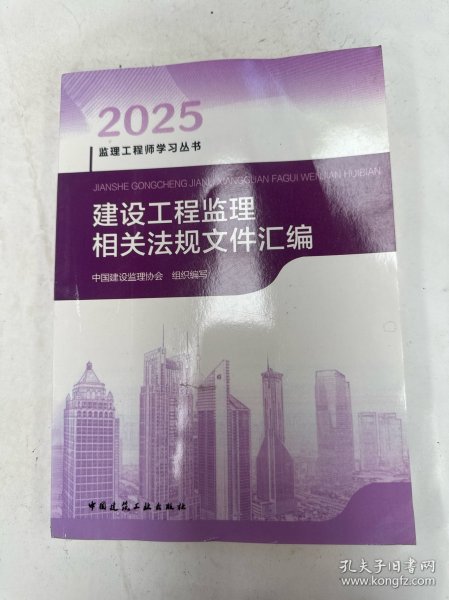 2025
监理工程师学习丛书
JIANSHE GONGCHENG JIANLI XIANGGUAN FAGUI WENJIAN HUIBIAN
建设工程监理
相关法规文件汇编
中国建设监理协会 组织编写
中国建筑工业出版社
孔夫子旧书网
www.kongfz.com